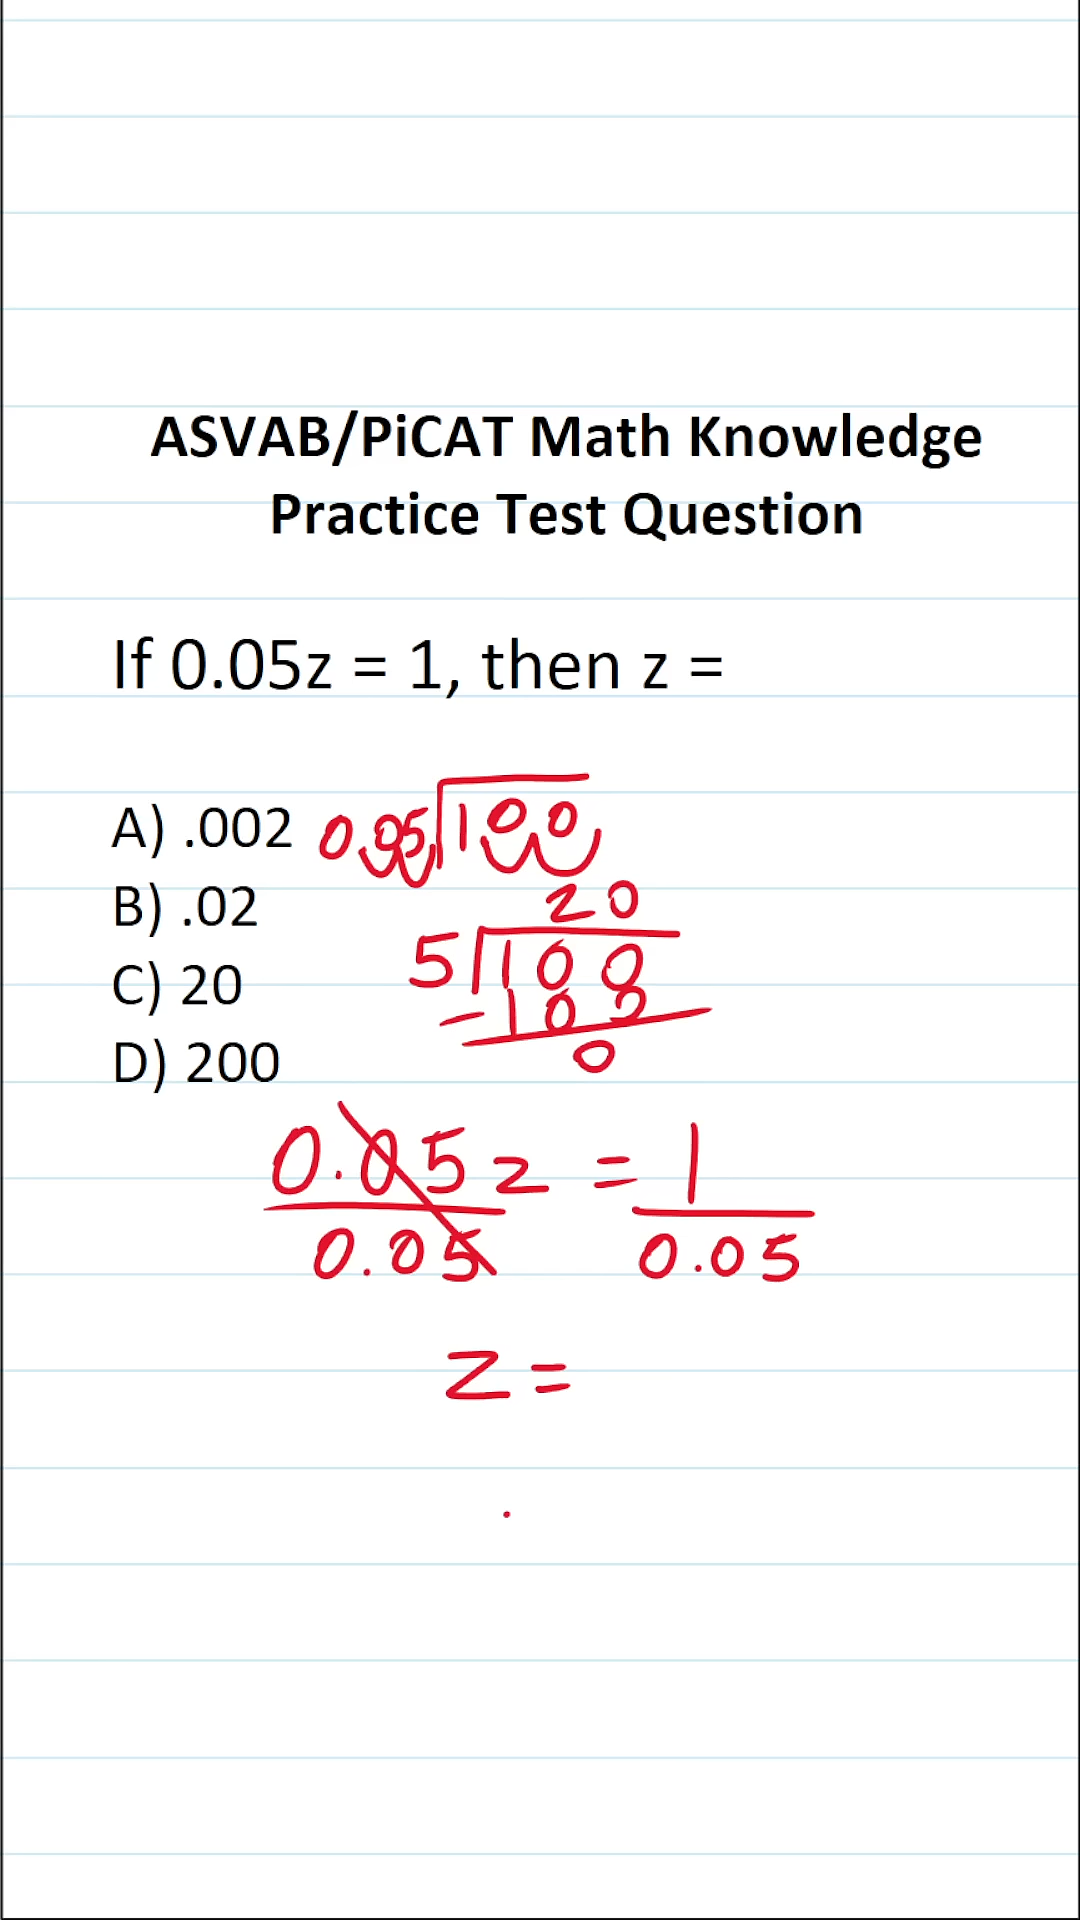 ASVAB/PiCAT Math Knowledge
Practice Test Question
If 0.05z = 1, then z =
A) .002
0.05 100
B) .02
20
5 100
C) 20
- 100
0
D) 200
0.05z = 1
0.05 0.05
z =